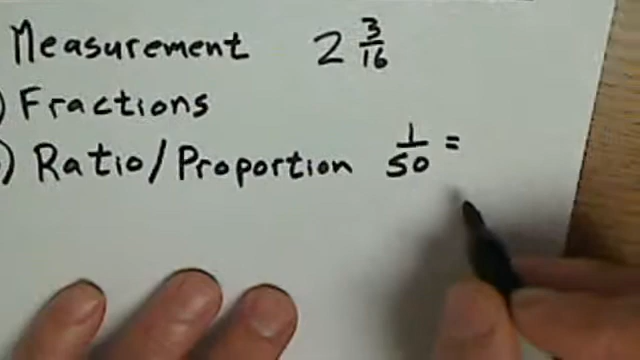 Measurement 2 3/16
) Fractions
) Ratio/Proportion 1/50 =